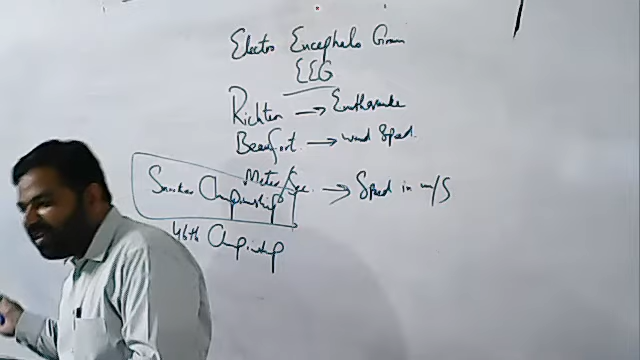 Electro Encephalo Gram
EEG
Richter → Earthquake
Beaufort → wind Speed
Meter/Sec. → Speed in m/s
Snooker Championship
46th Championship